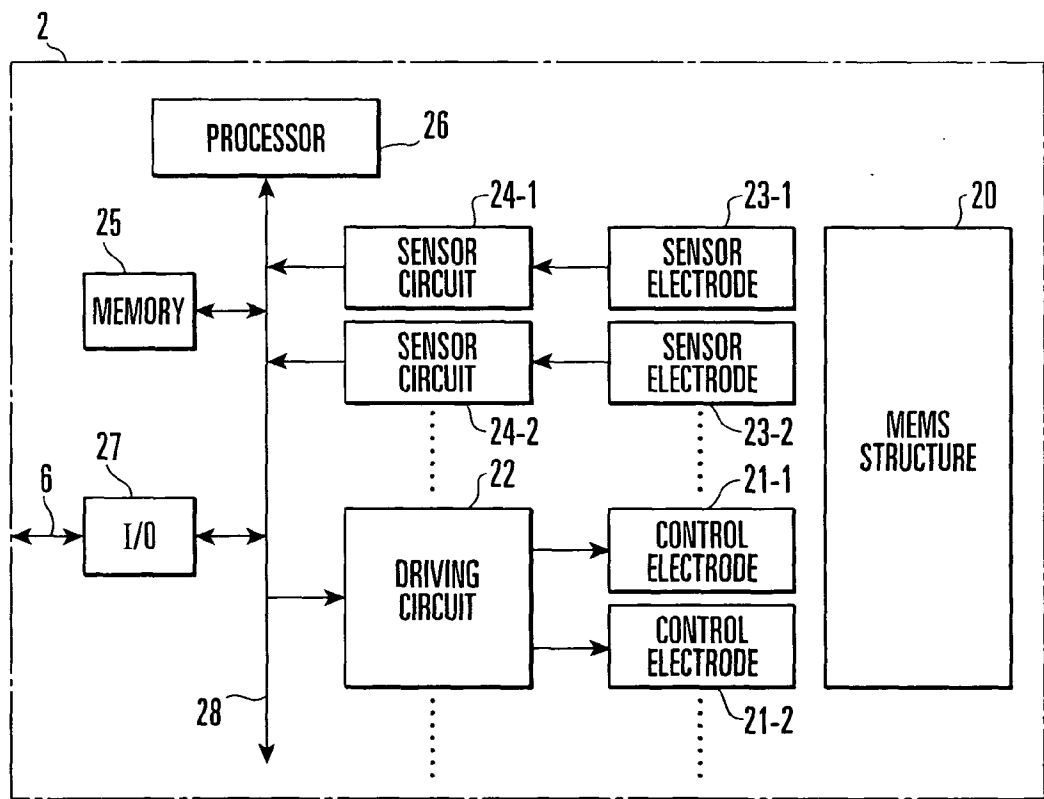 2
PROCESSOR
26
24-1
23-1
20
25
SENSOR
CIRCUIT
SENSOR
ELECTRODE
MEMORY
SENSOR
CIRCUIT
SENSOR
ELECTRODE
24-2
23-2
MEMS
STRUCTURE
27
22
21-1
6
I/O
CONTROL
ELECTRODE
DRIVING
CIRCUIT
CONTROL
ELECTRODE
28
21-2